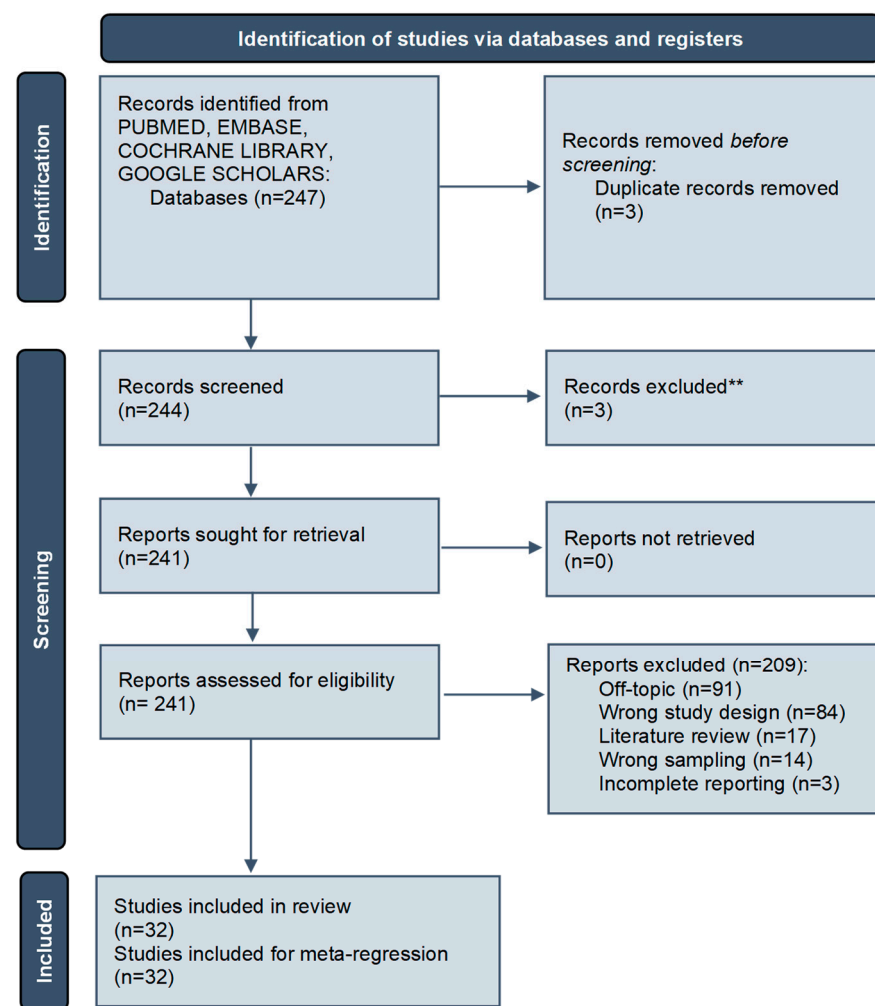 Identification of studies via databases and registers
Identification
Records identified from
PUBMED, EMBASE,
COCHRANE LIBRARY,
GOOGLE SCHOLARS:
Databases (n=247)
Records removed before
screening:
Duplicate records removed
(n=3)
Screening
Records screened
(n=244)
Records excluded**
(n=3)
Reports sought for retrieval
(n=241)
Reports not retrieved
(n=0)
Reports assessed for eligibility
(n= 241)
Reports excluded (n=209):
Off-topic (n=91)
Wrong study design (n=84)
Literature review (n=17)
Wrong sampling (n=14)
Incomplete reporting (n=3)
Included
Studies included in review
(n=32)
Studies included for meta-regression
(n=32)